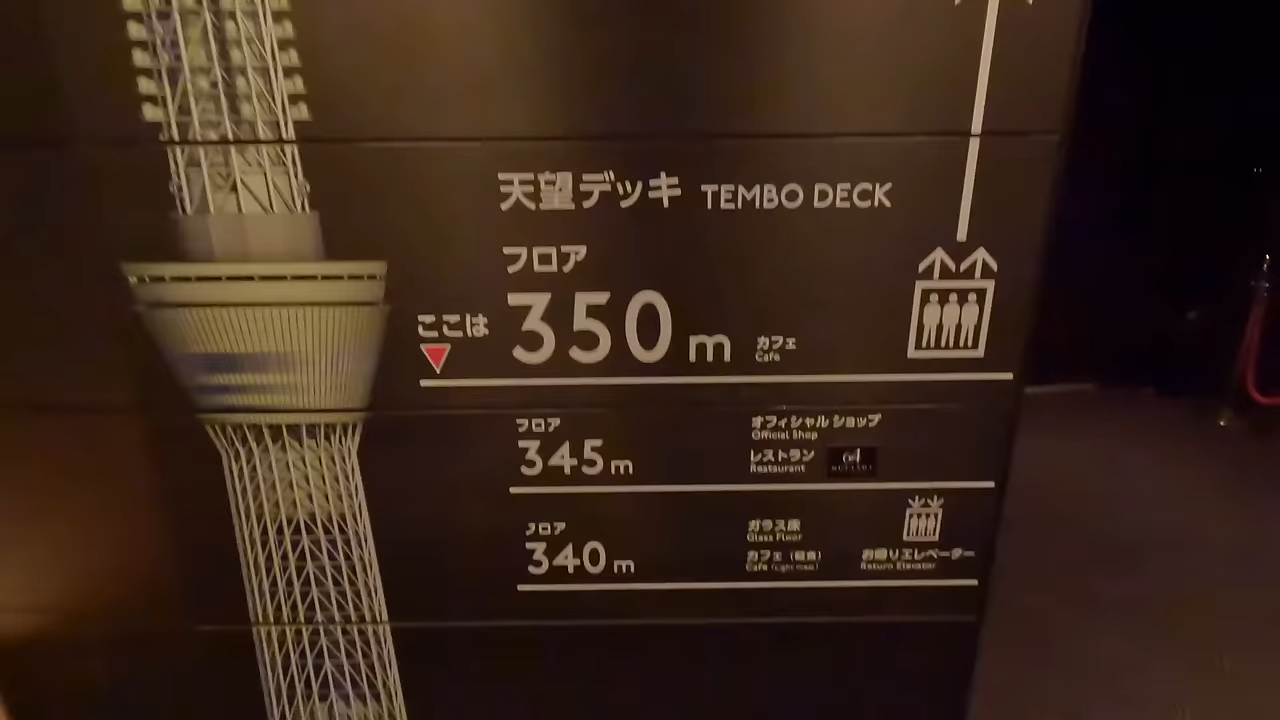 天望デッキ TEMBO DECK
フロア
ここは 350 m カフェ
Cafe
フロア
345 m
オフィシャル ショップ
Official Shop
レストラン
Restaurant
フロア
340 m
ガラス床
Glass Floor
カフェ（軽食）
Cafe (Light meal)
お帰りエレベーター
Return Elevator